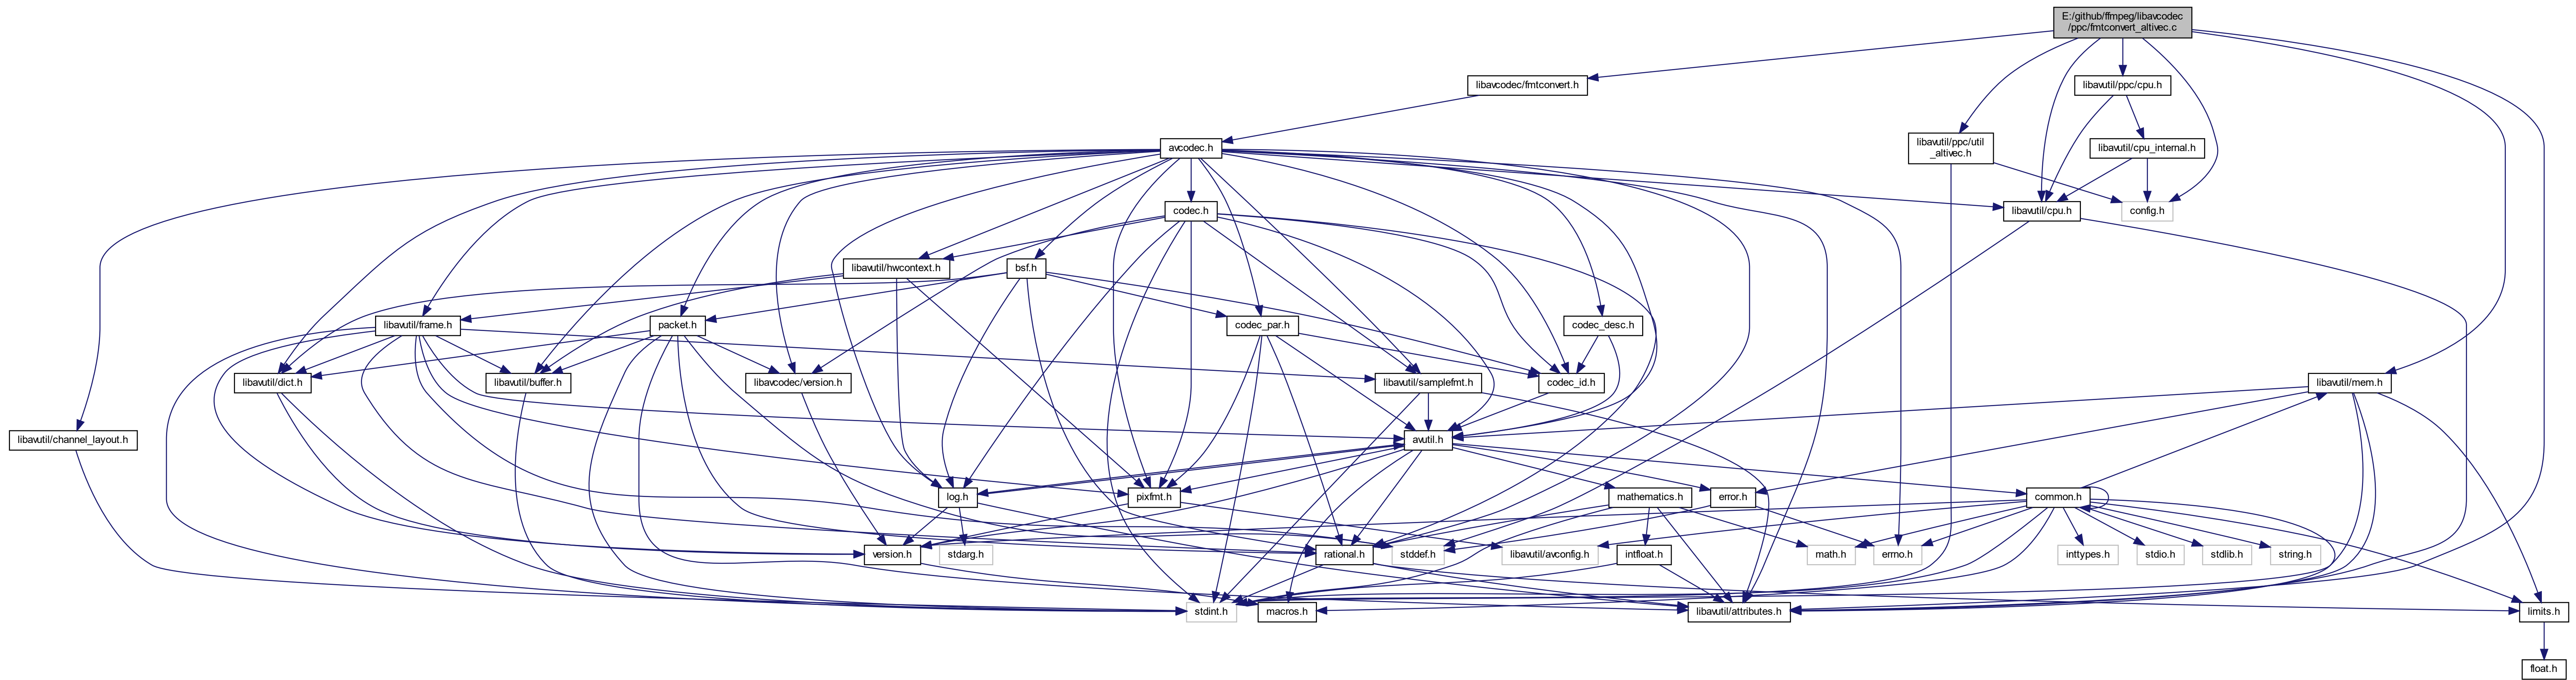 E:/github/ffmpeg/libavcodec
/ppc/fmtconvert_altivec.c
libavcodec/fmtconvert.h
libavutil/ppc/cpu.h
avcodec.h
libavutil/ppc/util
_altivec.h
libavutil/cpu_internal.h
codec.h
libavutil/cpu.h
config.h
libavutil/hwcontext.h
bsf.h
libavutil/frame.h
packet.h
codec_par.h
codec_desc.h
libavutil/dict.h
libavutil/buffer.h
libavcodec/version.h
libavutil/samplefmt.h
codec_id.h
libavutil/mem.h
libavutil/channel_layout.h
avutil.h
log.h
pixfmt.h
mathematics.h
error.h
common.h
version.h
stdarg.h
rational.h
stddef.h
libavutil/avconfig.h
intfloat.h
math.h
errno.h
inttypes.h
stdio.h
stdlib.h
string.h
stdint.h
macros.h
libavutil/attributes.h
limits.h
float.h